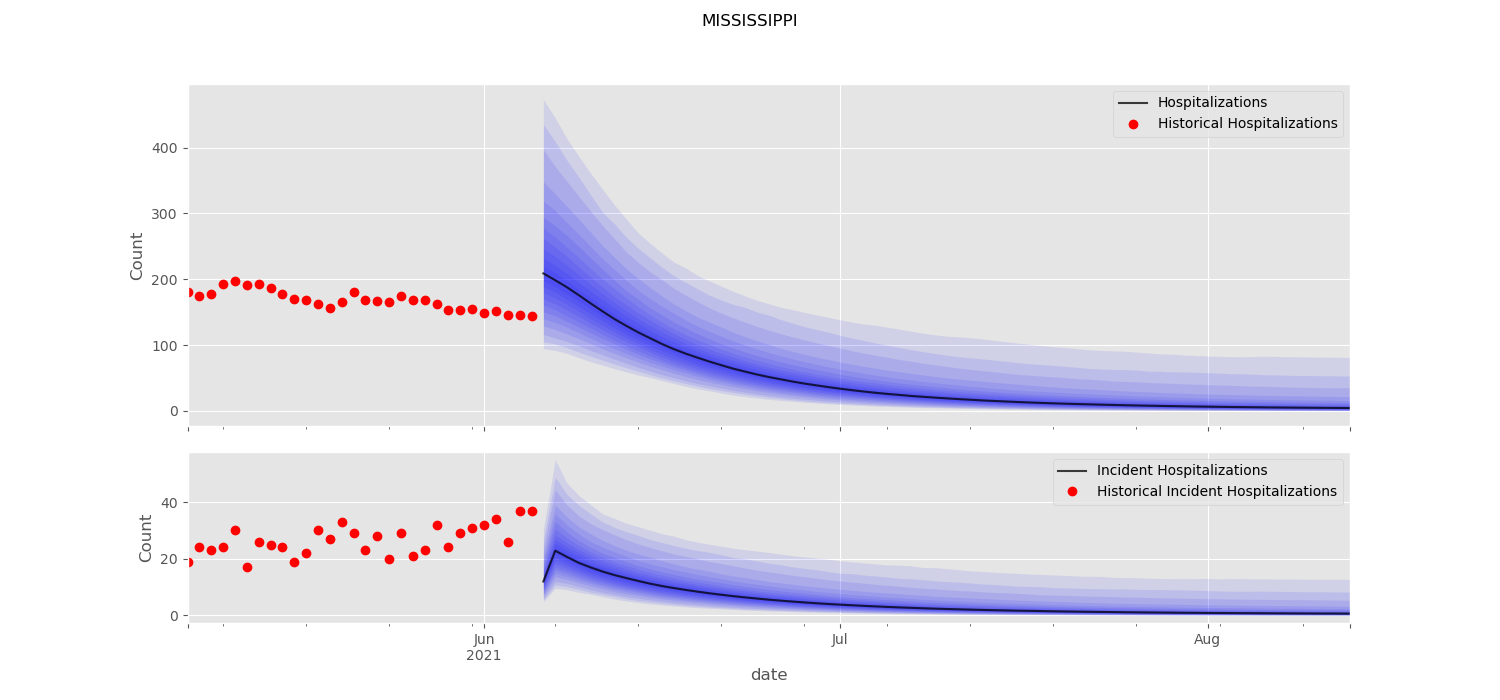 MISSISSIPPI
Hospitalizations
Historical Hospitalizations
Count
400
300
200
100
0
Incident Hospitalizations
Historical Incident Hospitalizations
Count
40
20
0
Jun
2021
Jul
Aug
date